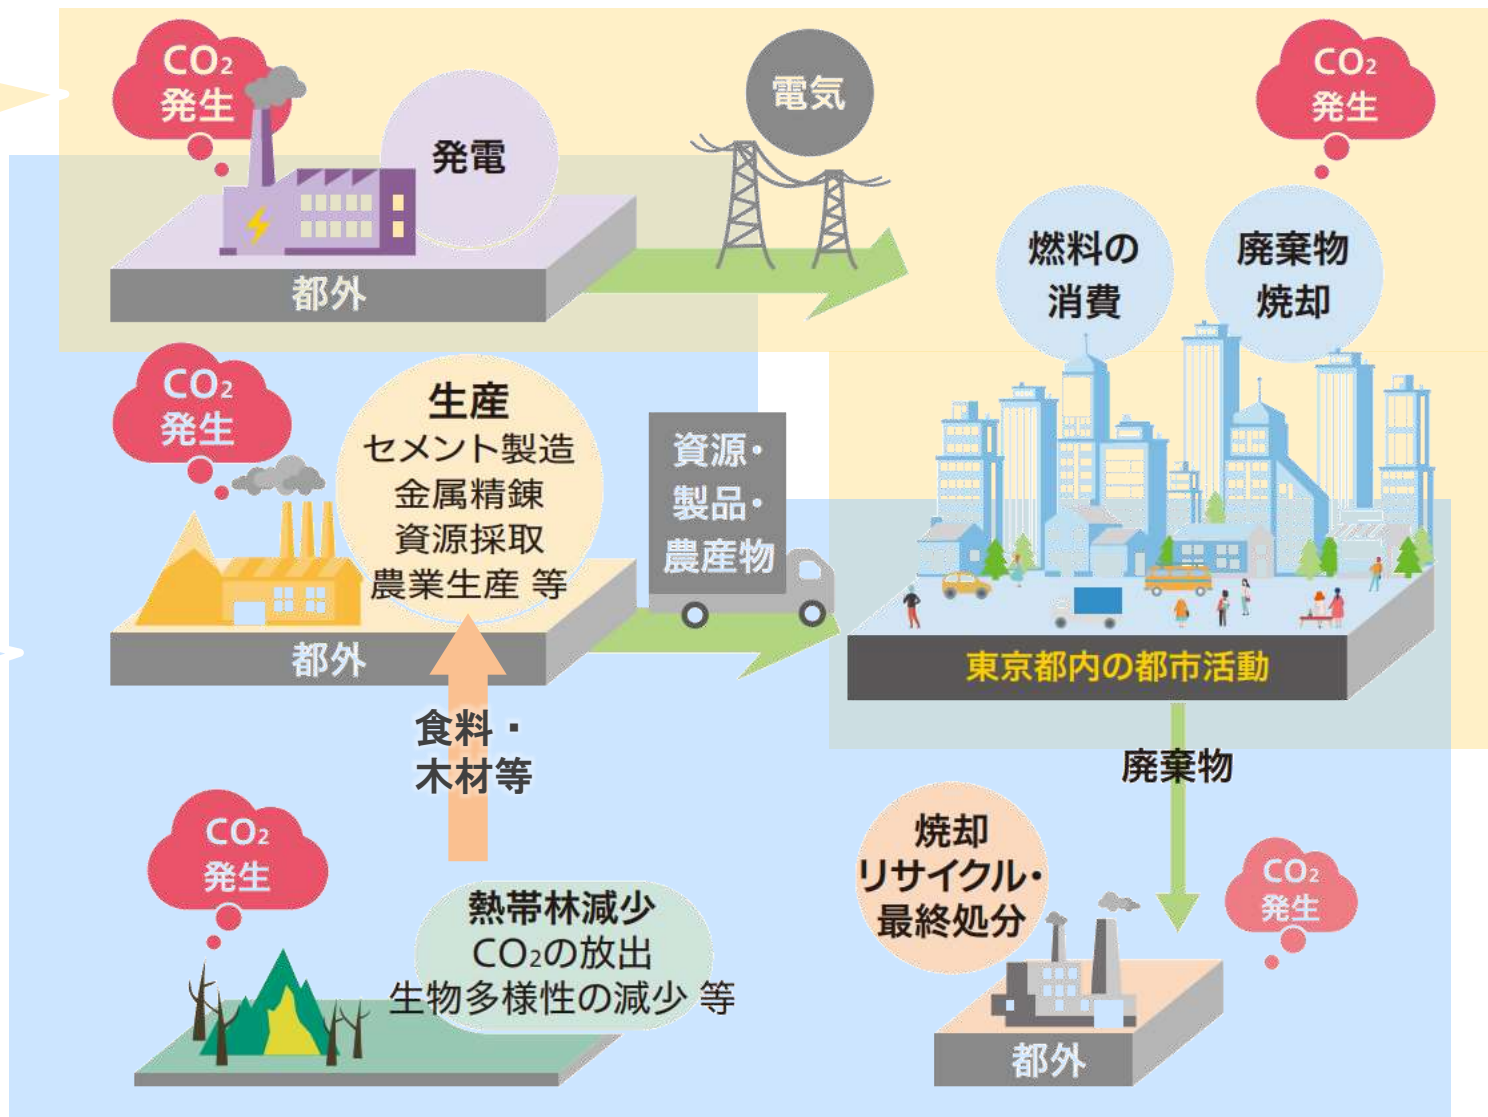 CO₂
発生
発電
電気
都外
CO₂
発生
燃料の
消費
廃棄物
焼却
CO₂
発生
生産
セメント製造
金属精錬
資源採取
農業生産 等
都外
資源・
製品・
農産物
東京都内の都市活動
食料・
木材等
廃棄物
CO₂
発生
熱帯林減少
CO₂の放出
生物多様性の減少 等
焼却
リサイクル・
最終処分
CO₂
発生
都外